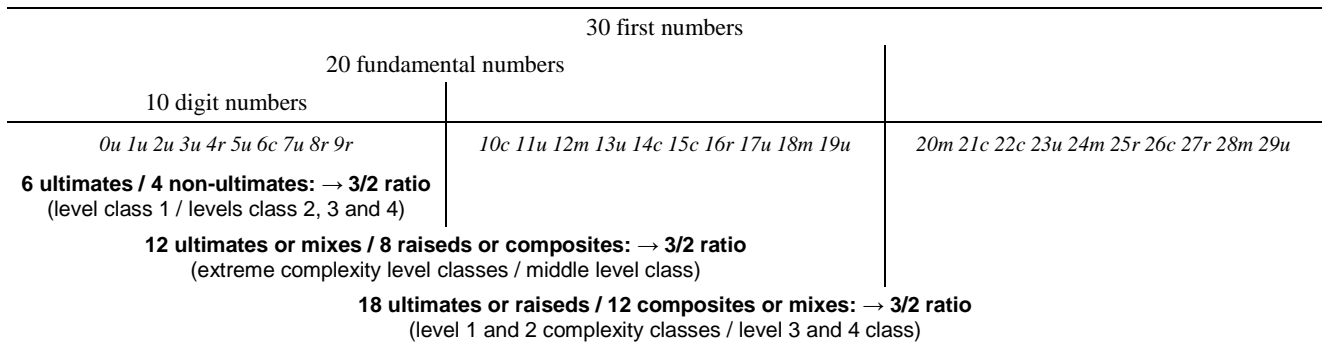 30 first numbers
20 fundamental numbers
10 digit numbers
0u 1u 2u 3u 4r 5u 6c 7u 8r 9r
10c 11u 12m 13u 14c 15c 16r 17u 18m 19u
20m 21c 22c 23u 24m 25r 26c 27r 28m 29u
6 ultimates / 4 non-ultimates: → 3/2 ratio
(level class 1 / levels class 2, 3 and 4)
12 ultimates or mixes / 8 raiseds or composites: → 3/2 ratio
(extreme complexity level classes / middle level class)
18 ultimates or raiseds / 12 composites or mixes: → 3/2 ratio
(level 1 and 2 complexity classes / level 3 and 4 class)